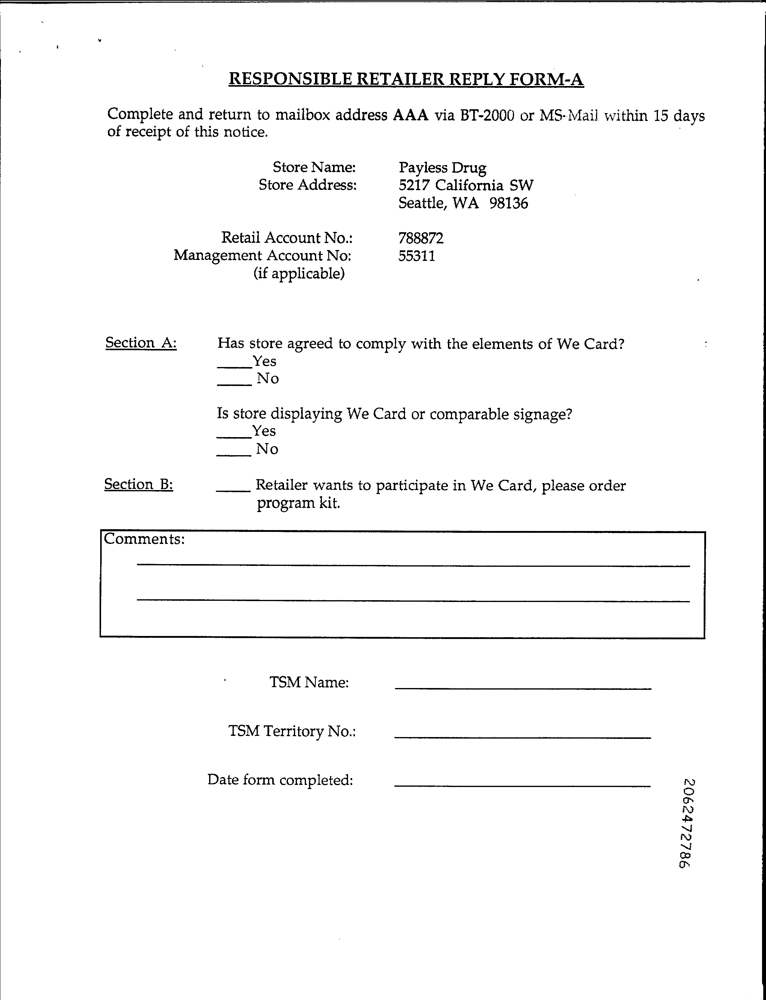 RESPONSIBLE RETAILER REPLY FORM-A
Complete and return to mailbox address AAA via BT-2000 or MS-Mail within 15 days
of receipt of this notice.
Store Name: Payless Drug
Store Address: 5217 California SW
Seattle, WA 98136
Retail Account No.: 788872
Management Account No: 55311
(if applicable)
Section A: Has store agreed to comply with the elements of We Card?
____Yes
____ No
Is store displaying We Card or comparable signage?
____Yes
____ No
Section B: ____ Retailer wants to participate in We Card, please order
program kit.
Comments:
TSM Name:
TSM Territory No.:
Date form completed:
2062472786